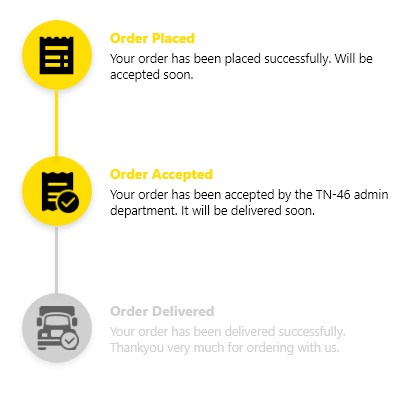 Order Placed
Your order has been placed successfully. Will be
accepted soon.
Order Accepted
Your order has been accepted by the TN-46 admin
department. It will be delivered soon.
Order Delivered
Your order has been delivered successfully.
Thankyou very much for ordering with us.